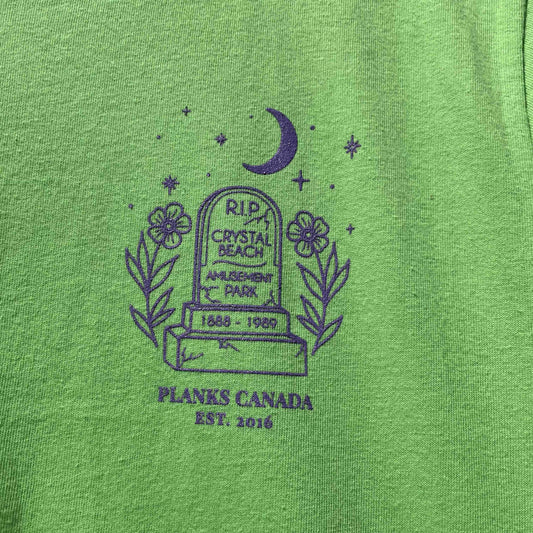 R.I.P.
CRYSTAL
BEACH
AMUSEMENT
PARK
1888 - 1989
PLANKS CANADA
EST. 2016